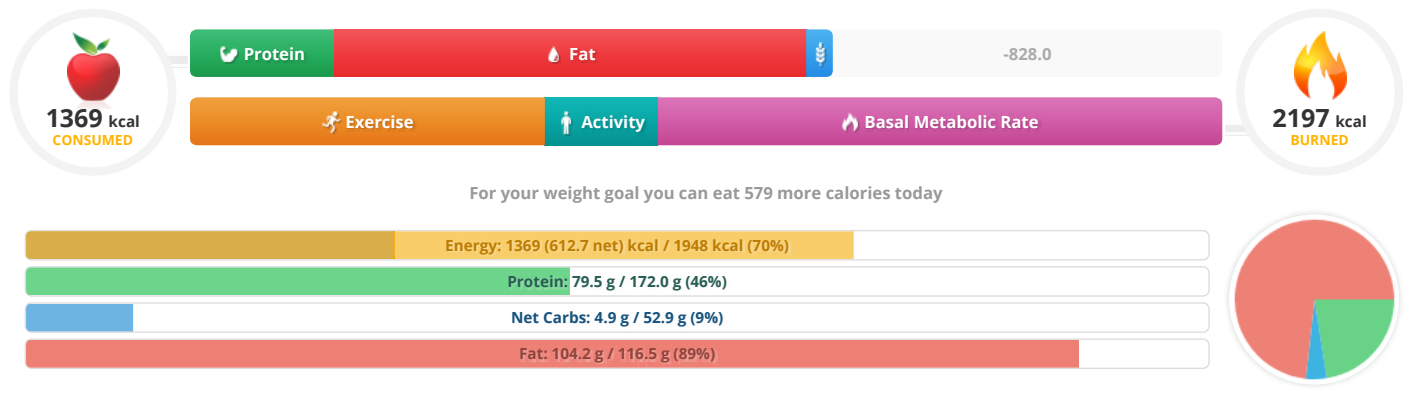 Protein Fat -828.0
1369 kcal
CONSUMED
Exercise Activity Basal Metabolic Rate
2197 kcal
BURNED
For your weight goal you can eat 579 more calories today
Energy: 1369 (612.7 net) kcal / 1948 kcal (70%)
Protein: 79.5 g / 172.0 g (46%)
Net Carbs: 4.9 g / 52.9 g (9%)
Fat: 104.2 g / 116.5 g (89%)